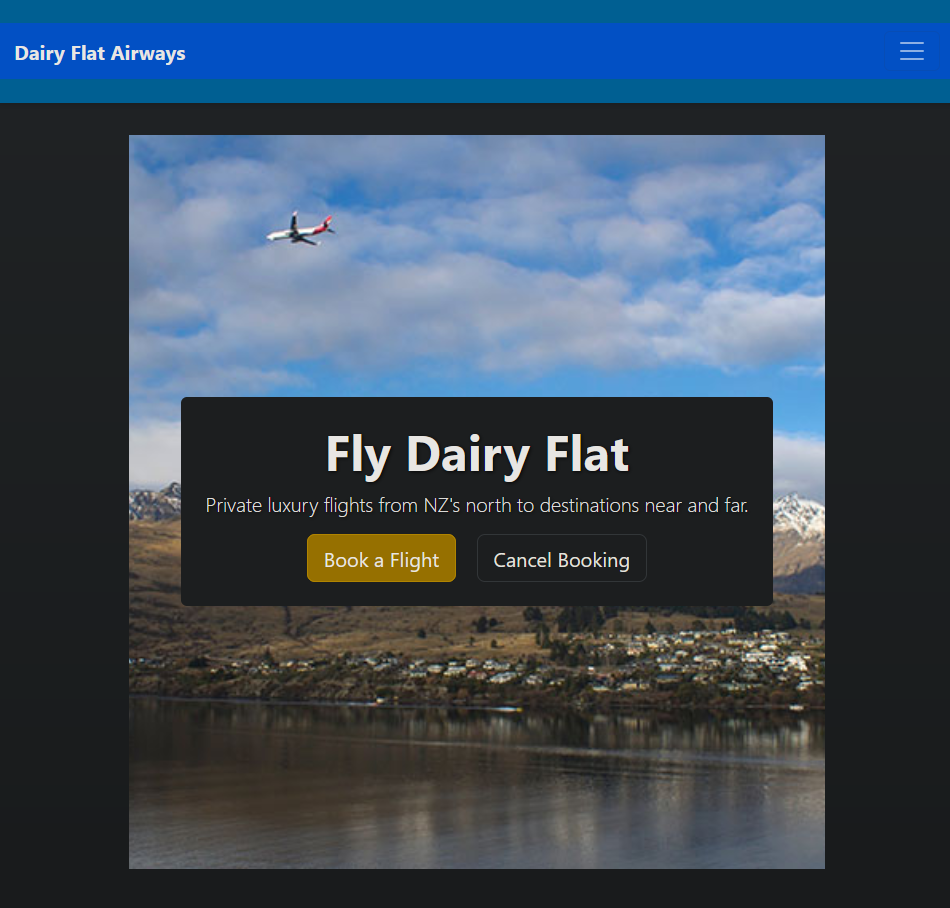 Dairy Flat Airways
Fly Dairy Flat
Private luxury flights from NZ's north to destinations near and far.
Book a Flight
Cancel Booking